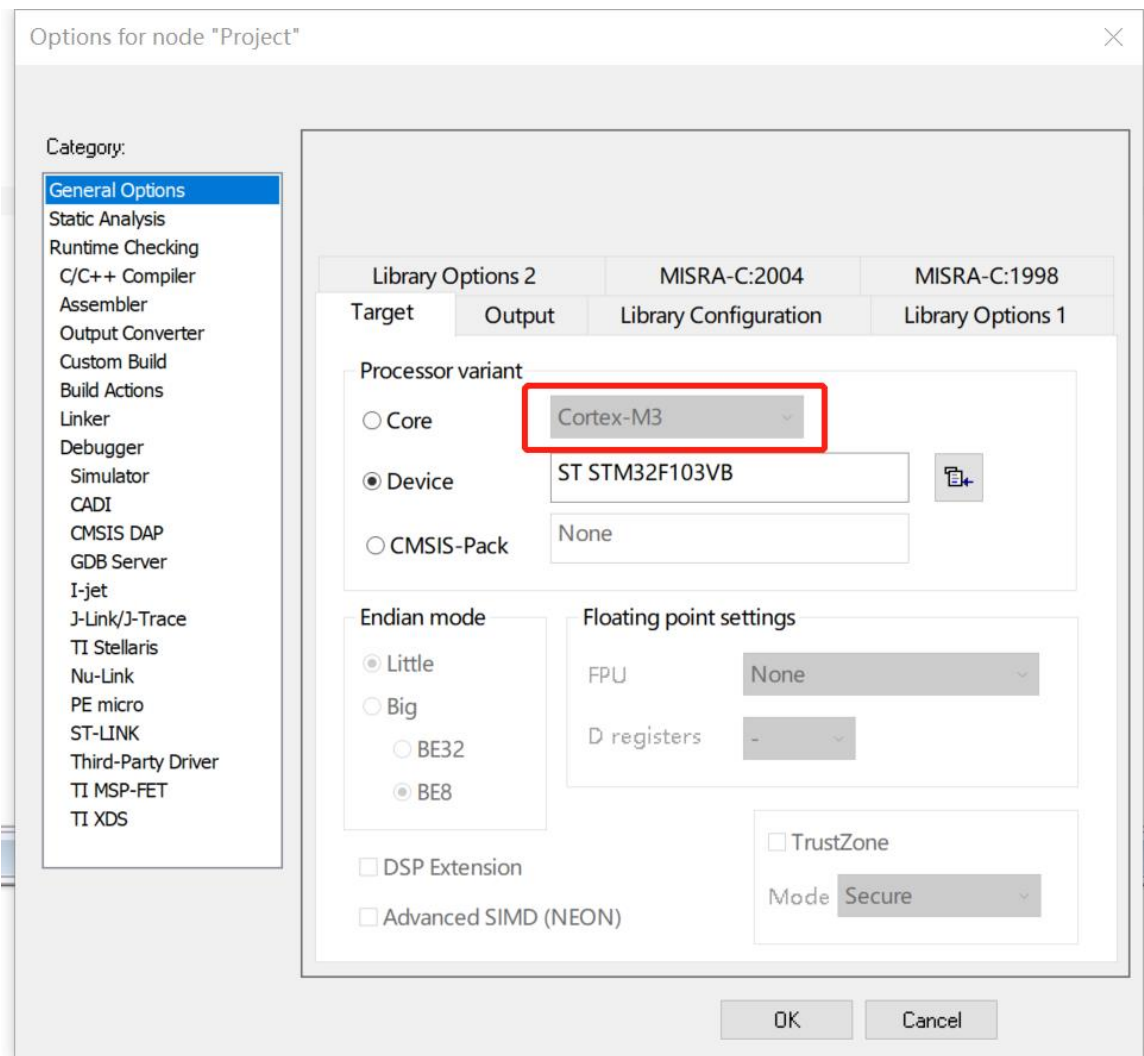 Options for node "Project"
Category:
General Options
Static Analysis
Runtime Checking
C/C++ Compiler
Assembler
Output Converter
Custom Build
Build Actions
Linker
Debugger
Simulator
CADI
CMSIS DAP
GDB Server
I-jet
J-Link/J-Trace
TI Stellaris
Nu-Link
PE micro
ST-LINK
Third-Party Driver
TI MSP-FET
TI XDS
Library Options 2 MISRA-C:2004 MISRA-C:1998
Target Output Library Configuration Library Options 1
Processor variant
Core Cortex-M3
Device ST STM32F103VB
CMSIS-Pack None
Endian mode
Little
Big
BE32
BE8
Floating point settings
FPU None
D registers -
DSP Extension
Advanced SIMD (NEON)
TrustZone
Mode Secure
OK Cancel